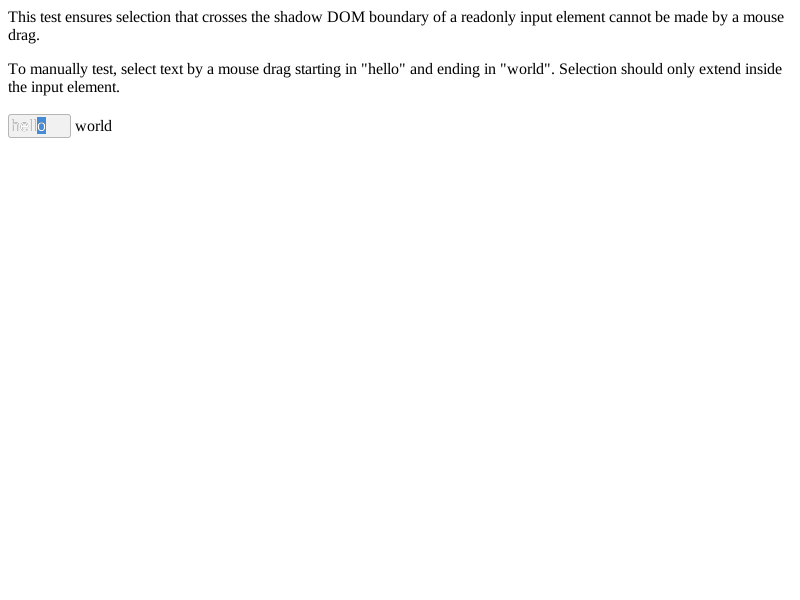 This test ensures selection that crosses the shadow DOM boundary of a readonly input element cannot be made by a mouse
drag.
To manually test, select text by a mouse drag starting in "hello" and ending in "world". Selection should only extend inside
the input element.
hello world